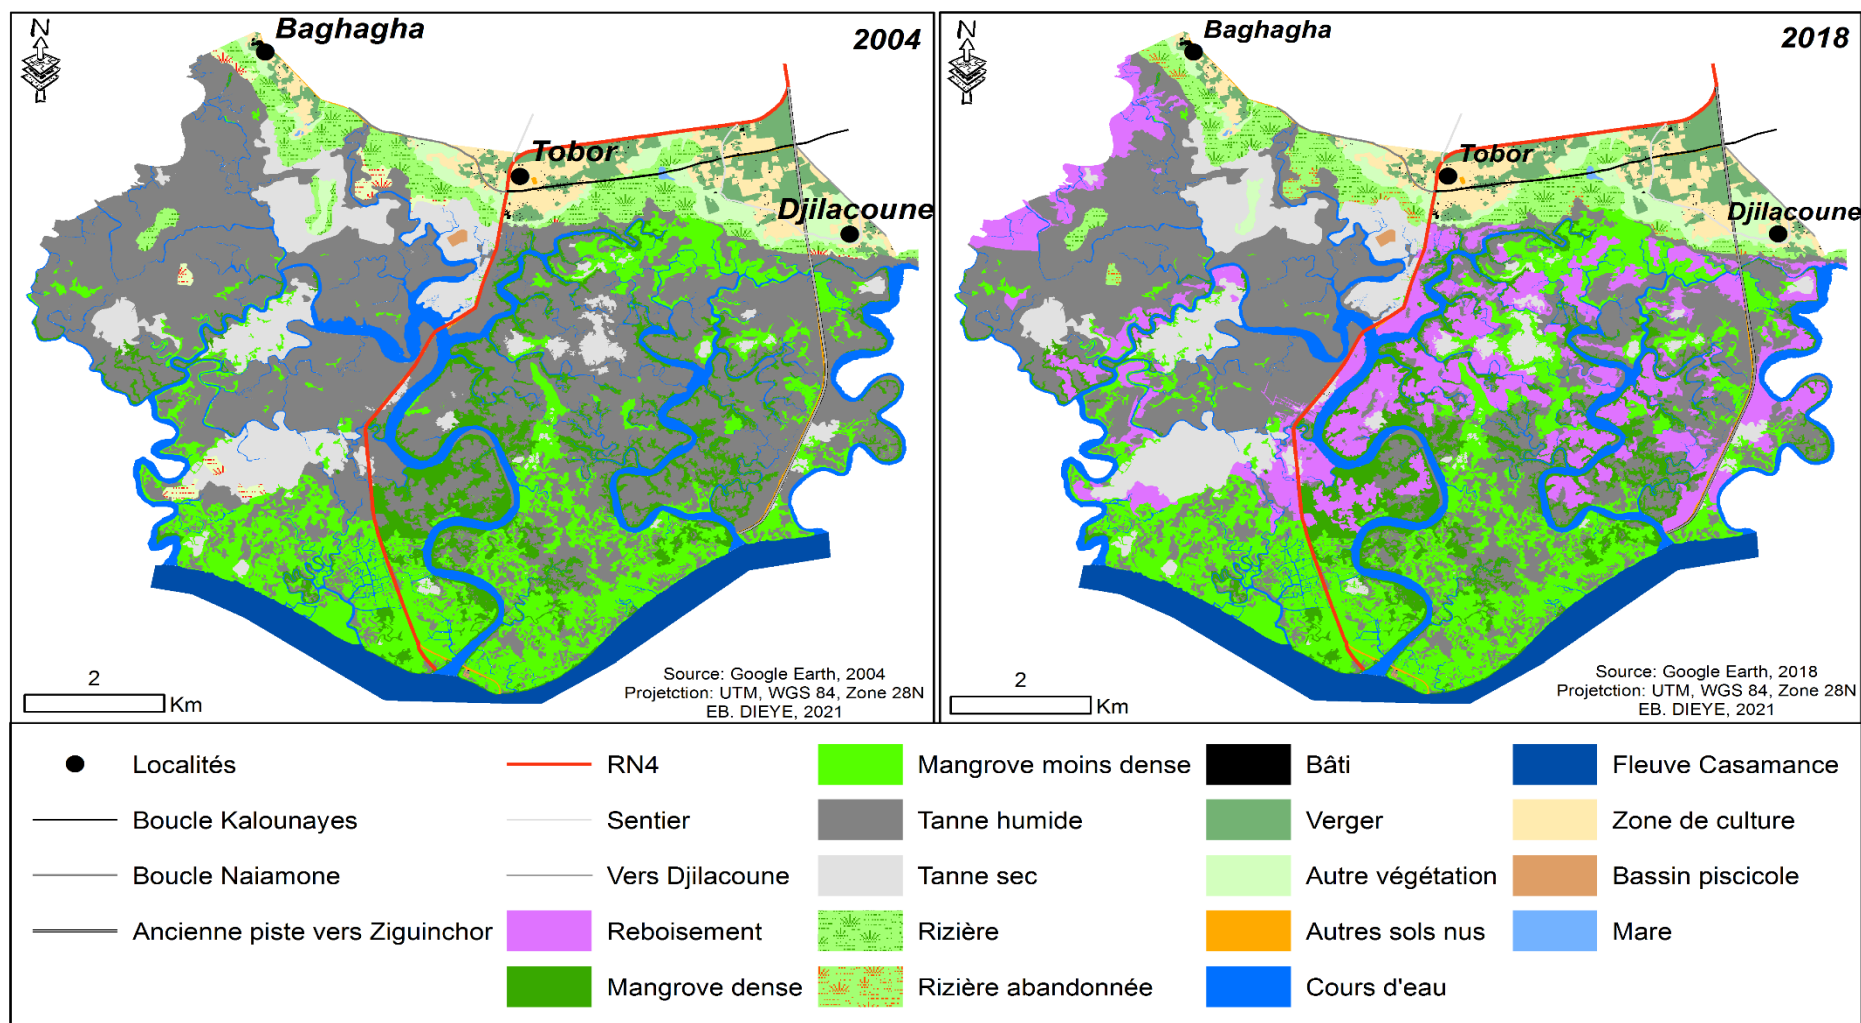 N
Baghagha
2004
Tobor
Djilacoune
2
Km
Source: Google Earth, 2004
Projetction: UTM, WGS 84, Zone 28N
EB. DIEYE, 2021
N
Baghagha
2018
Tobor
Djilacoune
2
Km
Source: Google Earth, 2018
Projetction: UTM, WGS 84, Zone 28N
EB. DIEYE, 2021
Localités
Boucle Kalounayes
Boucle Naiamone
Ancienne piste vers Ziguinchor
RN4
Sentier
Vers Djilacoune
Reboisement
Mangrove dense
Mangrove moins dense
Tanne humide
Tanne sec
Rizière
Rizière abandonnée
Bâti
Verger
Autre végétation
Autres sols nus
Cours d'eau
Fleuve Casamance
Zone de culture
Bassin piscicole
Mare